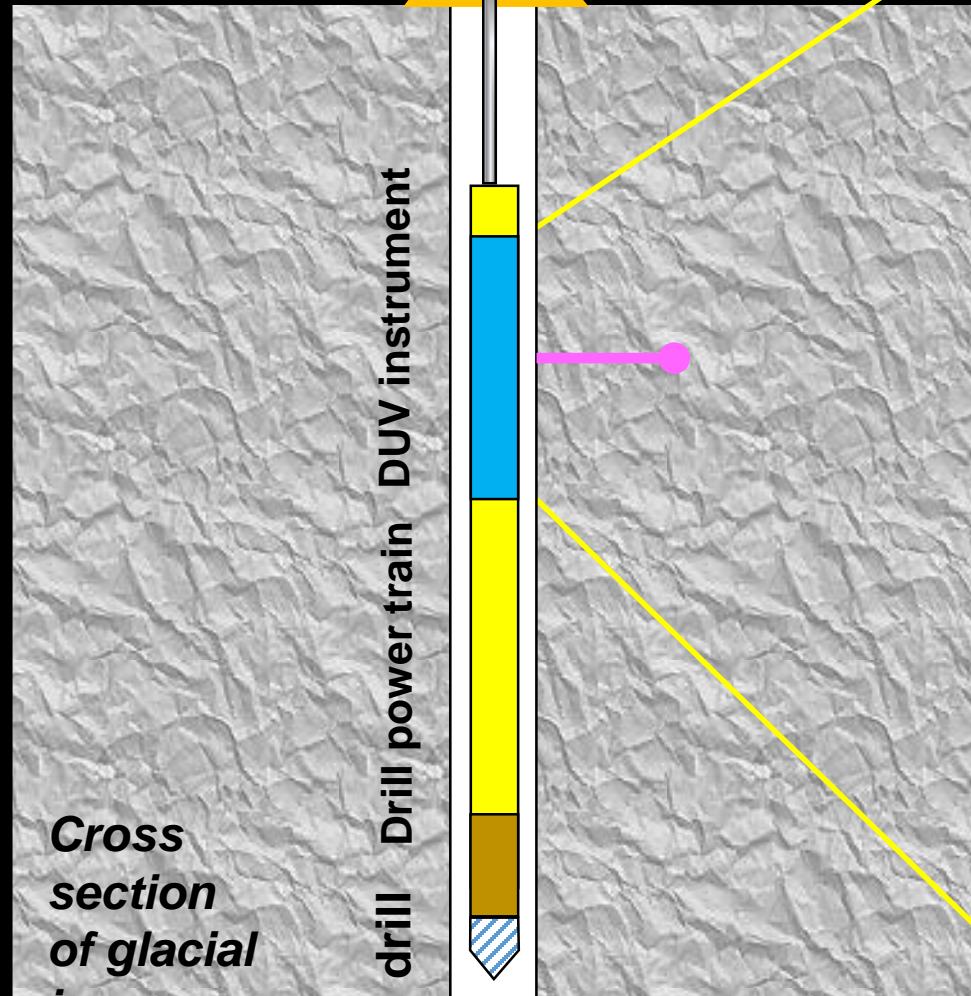 DUV instrument
Drill power train
drill
Cross
section
of glacial